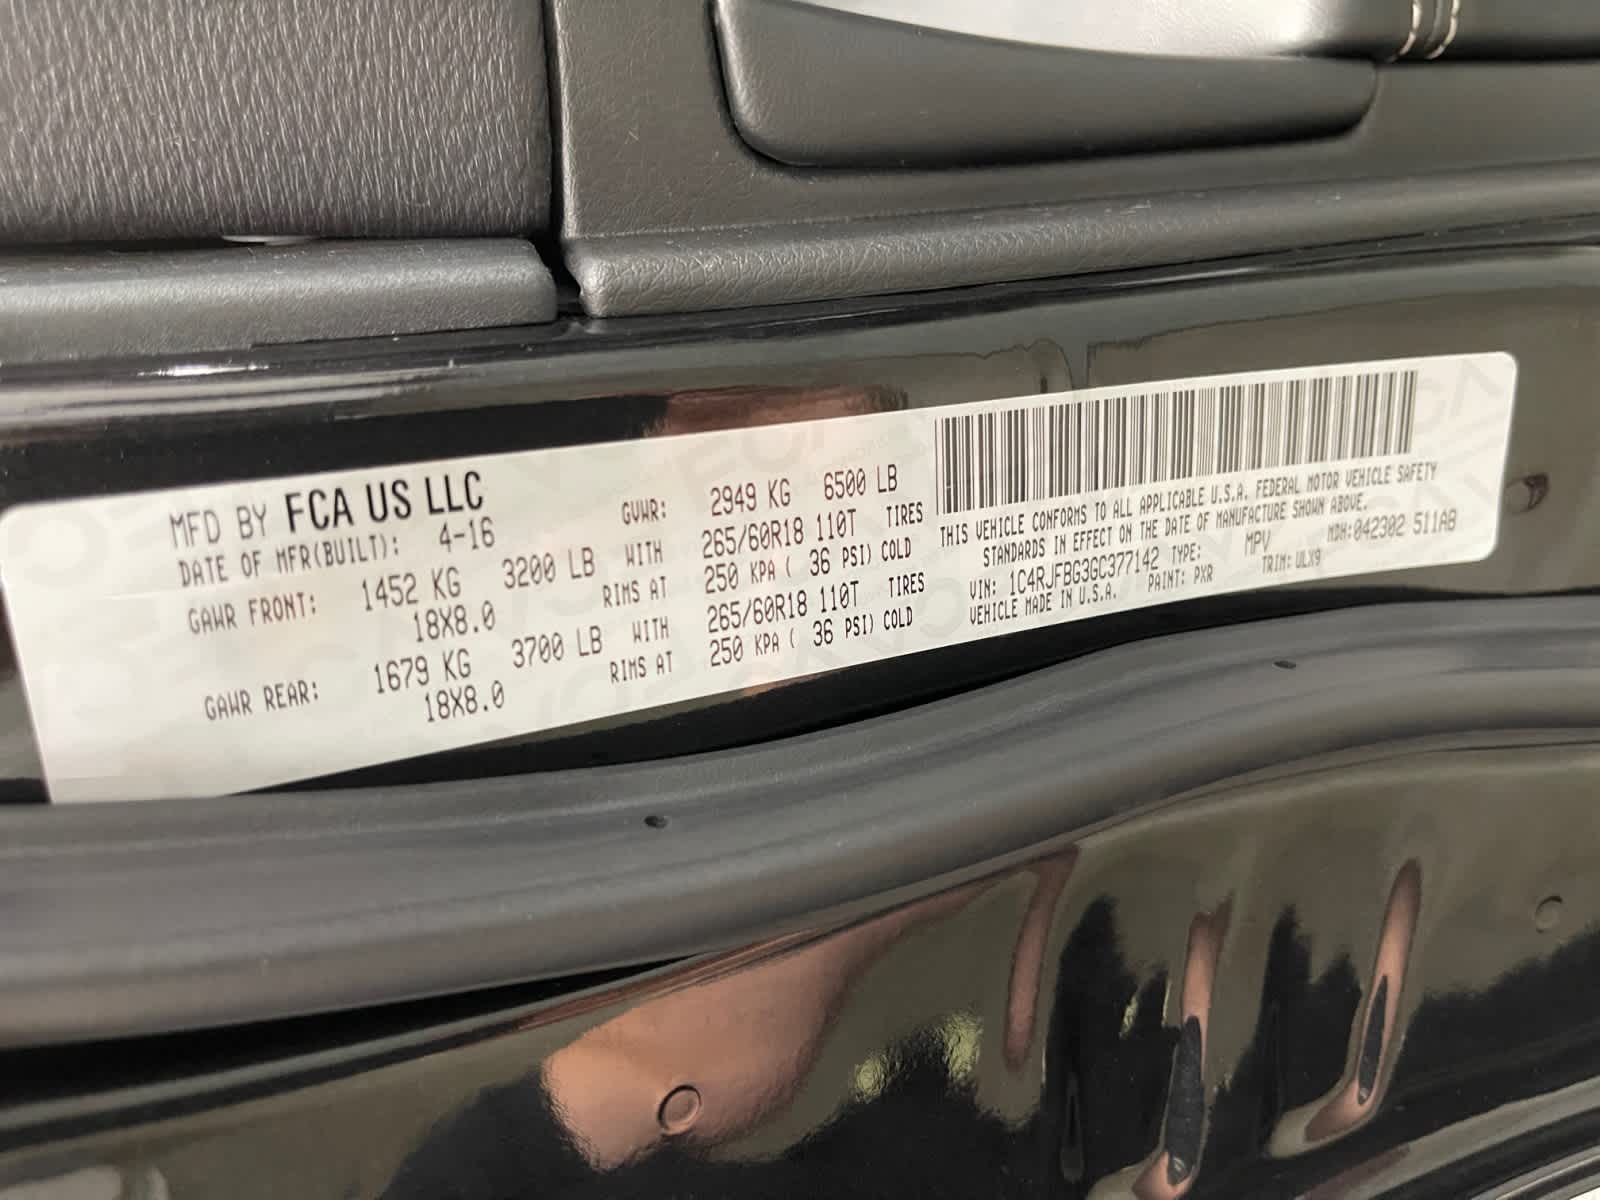 MFD BY FCA US LLC
DATE OF MFR(BUILT): 4-16 GVWR: 2949 KG 6500 LB
GAWR FRONT: 1452 KG 3200 LB WITH 265/60R18 110T TIRES
18X8.0 RIMS AT 250 KPA ( 36 PSI) COLD
GAWR REAR: 1679 KG 3700 LB WITH 265/60R18 110T TIRES
18X8.0 RIMS AT 250 KPA ( 36 PSI) COLD
THIS VEHICLE CONFORMS TO ALL APPLICABLE U.S.A. FEDERAL MOTOR VEHICLE SAFETY
STANDARDS IN EFFECT ON THE DATE OF MANUFACTURE SHOWN ABOVE.
VIN: 1C4RJFBG3GC377142 TYPE: MPV MDH: 042302 511AB
VEHICLE MADE IN U.S.A. PAINT: PXR TRIM: ULX9